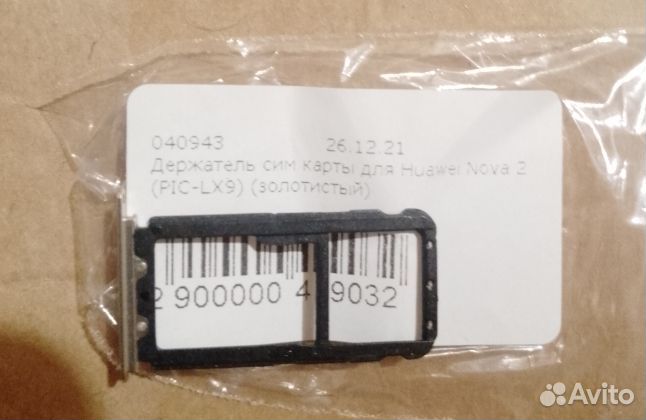 040943 26.12.21
Держатель сим карты для Huawei Nova 2
(PIC-LX9) (золотистый)
2 900000 4 9032
Avito